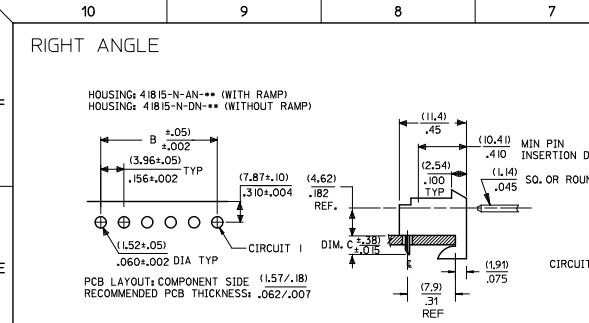 10 9 8 7
RIGHT ANGLE
HOUSING: 41815-N-AN-** (WITH RAMP)
HOUSING: 41815-N-DN-** (WITHOUT RAMP)
B ±.05)
±.002
(3.96±.05)
.156±.002 TYP
(7.87±.10)
.310±.004
(1.52±.05)
.060±.002 DIA TYP
CIRCUIT 1
PCB LAYOUT: COMPONENT SIDE
RECOMMENDED PCB THICKNESS: (1.57/.18)
.062/.007
(11.4)
.45
(10.41)
.410
MIN PIN
INSERTION D
(4.62)
.182
REF.
(2.54)
.100
TYP
(1.14)
.045
SQ. OR ROUN
DIM. C ±.38)
±.015
(7.9)
.31
REF
(1.91)
.075
CIRCUIT
E